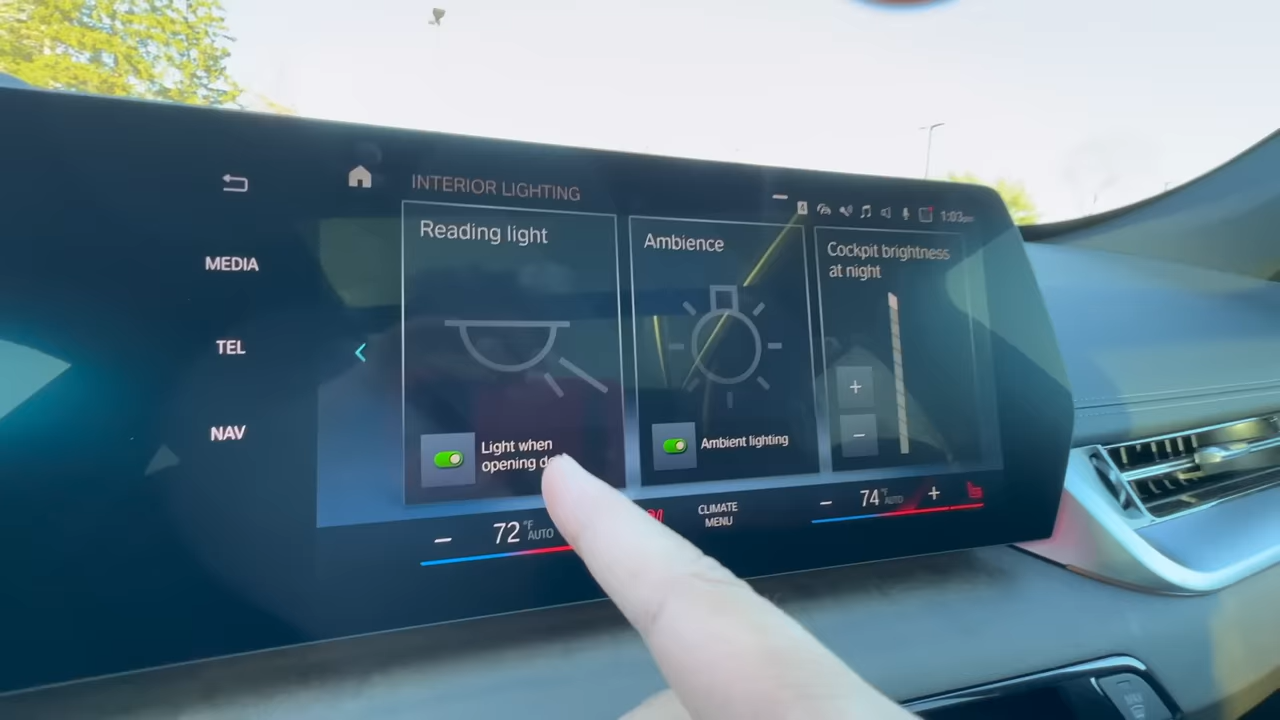 INTERIOR LIGHTING
1:03pm
MEDIA
TEL
NAV
Reading light
Light when
opening
Ambience
Ambient lighting
Cockpit brightness
at night
+
−
− 72 °F AUTO
CLIMATE
MENU
− 74 °F AUTO +